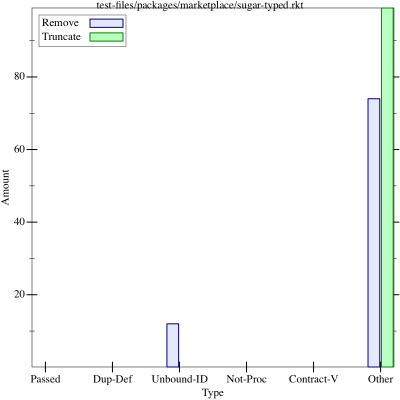 test-files/packages/marketplace/sugar-typed.rkt
Remove
Truncate
80
60
40
20
Amount
Passed Dup-Def Unbound-ID Not-Proc Contract-V Other
Type